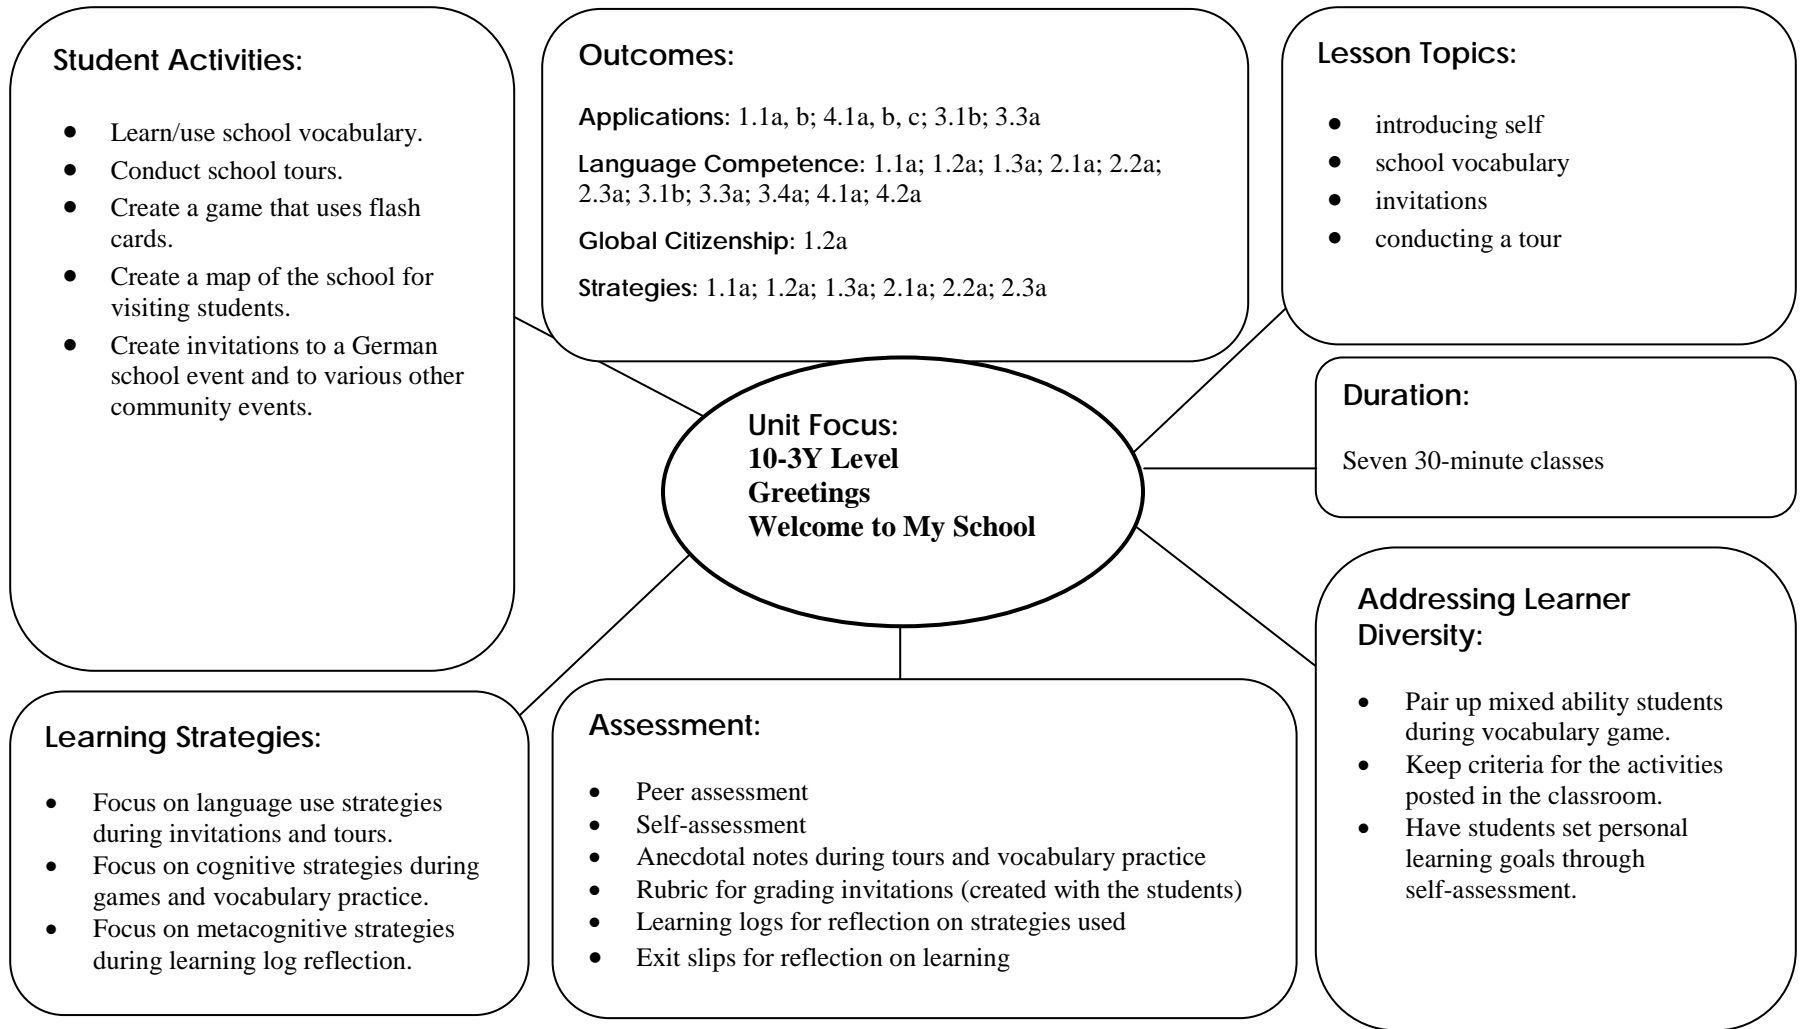 Student Activities:
• Learn/use school vocabulary.
• Conduct school tours.
• Create a game that uses flash
cards.
• Create a map of the school for
visiting students.
• Create invitations to a German
school event and to various other
community events.
Outcomes:
Applications: 1.1a, b; 4.1a, b, c; 3.1b; 3.3a
Language Competence: 1.1a; 1.2a; 1.3a; 2.1a; 2.2a;
2.3a; 3.1b; 3.3a; 3.4a; 4.1a; 4.2a
Global Citizenship: 1.2a
Strategies: 1.1a; 1.2a; 1.3a; 2.1a; 2.2a; 2.3a
Lesson Topics:
• introducing self
• school vocabulary
• invitations
• conducting a tour
Unit Focus:
10-3Y Level
Greetings
Welcome to My School
Duration:
Seven 30-minute classes
Learning Strategies:
• Focus on language use strategies
during invitations and tours.
• Focus on cognitive strategies during
games and vocabulary practice.
• Focus on metacognitive strategies
during learning log reflection.
Assessment:
• Peer assessment
• Self-assessment
• Anecdotal notes during tours and vocabulary practice
• Rubric for grading invitations (created with the students)
• Learning logs for reflection on strategies used
• Exit slips for reflection on learning
Addressing Learner
Diversity:
• Pair up mixed ability students
during vocabulary game.
• Keep criteria for the activities
posted in the classroom.
• Have students set personal
learning goals through
self-assessment.